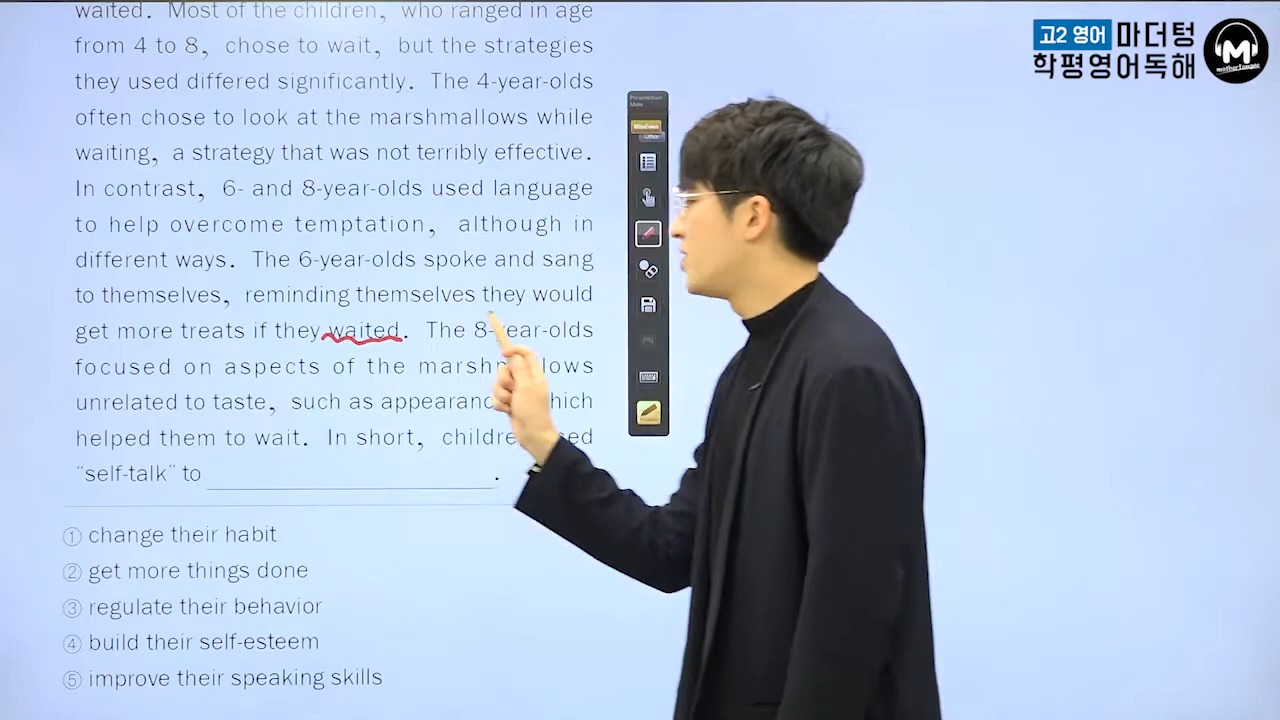 waited. Most of the children, who ranged in age
from 4 to 8, chose to wait, but the strategies
they used differed significantly. The 4-year-olds
often chose to look at the marshmallows while
waiting, a strategy that was not terribly effective.
In contrast, 6- and 8-year-olds used language
to help overcome temptation, although in
different ways. The 6-year-olds spoke and sang
to themselves, reminding themselves they would
get more treats if they waited. The 8-year-olds
focused on aspects of the
unrelated to taste, such as
helped them to wait. In short,
“self-talk” to ____________________.
① change their habit
② get more things done
③ regulate their behavior
④ build their self-esteem
⑤ improve their speaking skills
Presentation
Windows
고2 영어 마더텅
학평영어독해
M